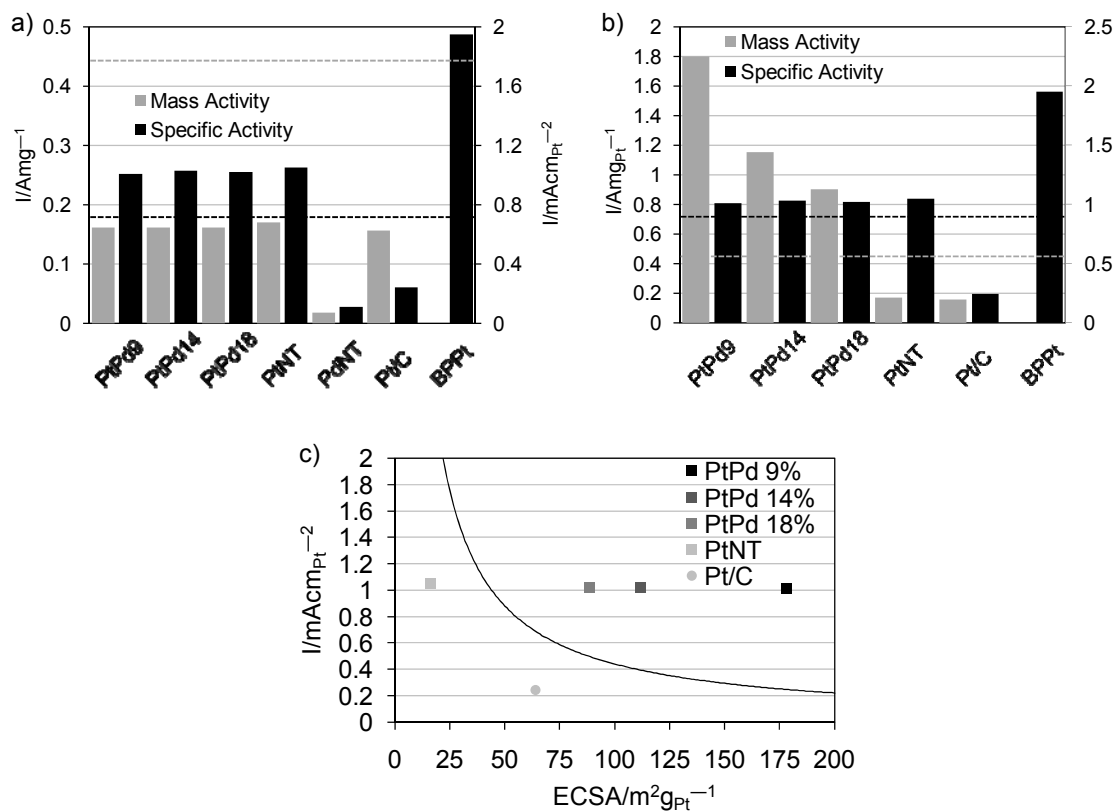 a)
0.5
0.4
0.3
0.2
0.1
0
I/Amg⁻¹
Mass Activity
Specific Activity
2
1.6
1.2
0.8
0.4
0
I/mAcmPt⁻²
PtPd9
PtPd14
PtPd18
PtNT
PdNT
Pt/C
BPPt
b)
2
1.8
1.6
1.4
1.2
1
0.8
0.6
0.4
0.2
0
I/AmgPt⁻¹
Mass Activity
Specific Activity
2.5
2
1.5
1
0.5
0
PtPd9
PtPd14
PtPd18
PtNT
Pt/C
BPPt
c)
2
1.8
1.6
1.4
1.2
1
0.8
0.6
0.4
0.2
0
I/mAcmPt⁻²
PtPd 9%
PtPd 14%
PtPd 18%
PtNT
Pt/C
0 25 50 75 100 125 150 175 200
ECSA/m²gPt⁻¹